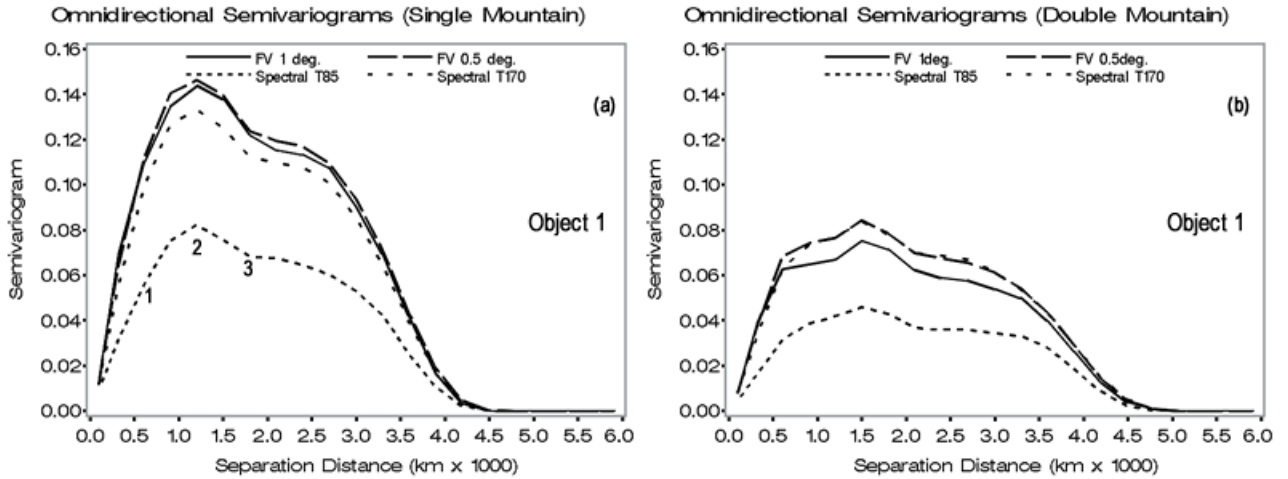 Omnidirectional Semivariograms (Single Mountain)
0.16
0.14
0.12
0.10
0.08
0.06
0.04
0.02
0.00
Semivariogram
FV 1 deg.
FV 0.5 deg.
Spectral T85
Spectral T170
(a)
Object 1
1
2
3
0.0 0.5 1.0 1.5 2.0 2.5 3.0 3.5 4.0 4.5 5.0 5.5 6.0
Separation Distance (km x 1000)
Omnidirectional Semivariograms (Double Mountain)
0.16
0.14
0.12
0.10
0.08
0.06
0.04
0.02
0.00
Semivariogram
FV 1deg.
FV 0.5deg.
Spectral T85
Spectral T170
(b)
Object 1
0.0 0.5 1.0 1.5 2.0 2.5 3.0 3.5 4.0 4.5 5.0 5.5 6.0
Separation Distance (km x 1000)